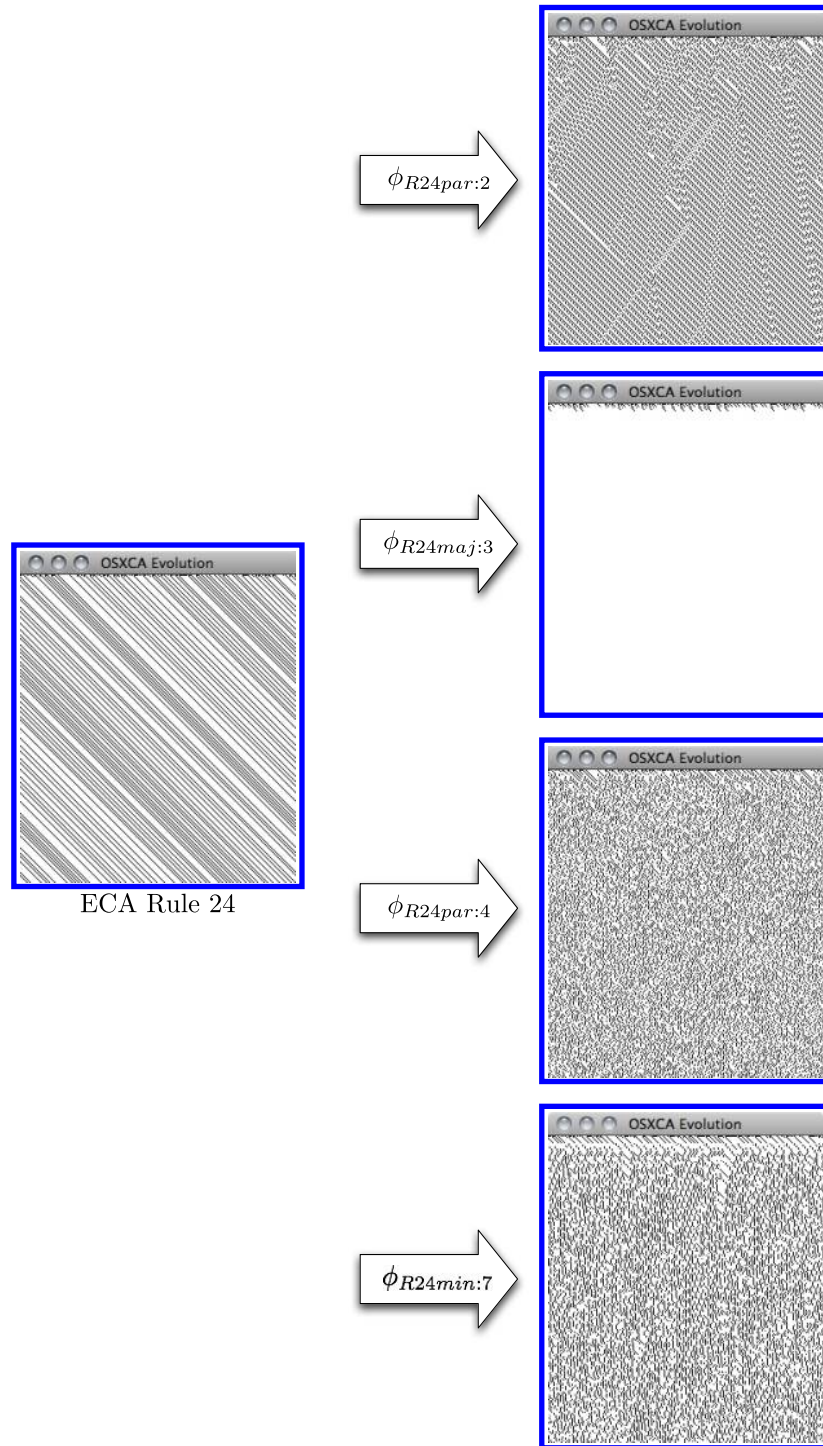 OSXCA Evolution
ϕR24par:2
OSXCA Evolution
ϕR24maj:3
OSXCA Evolution
ECA Rule 24
OSXCA Evolution
ϕR24par:4
OSXCA Evolution
ϕR24min:7